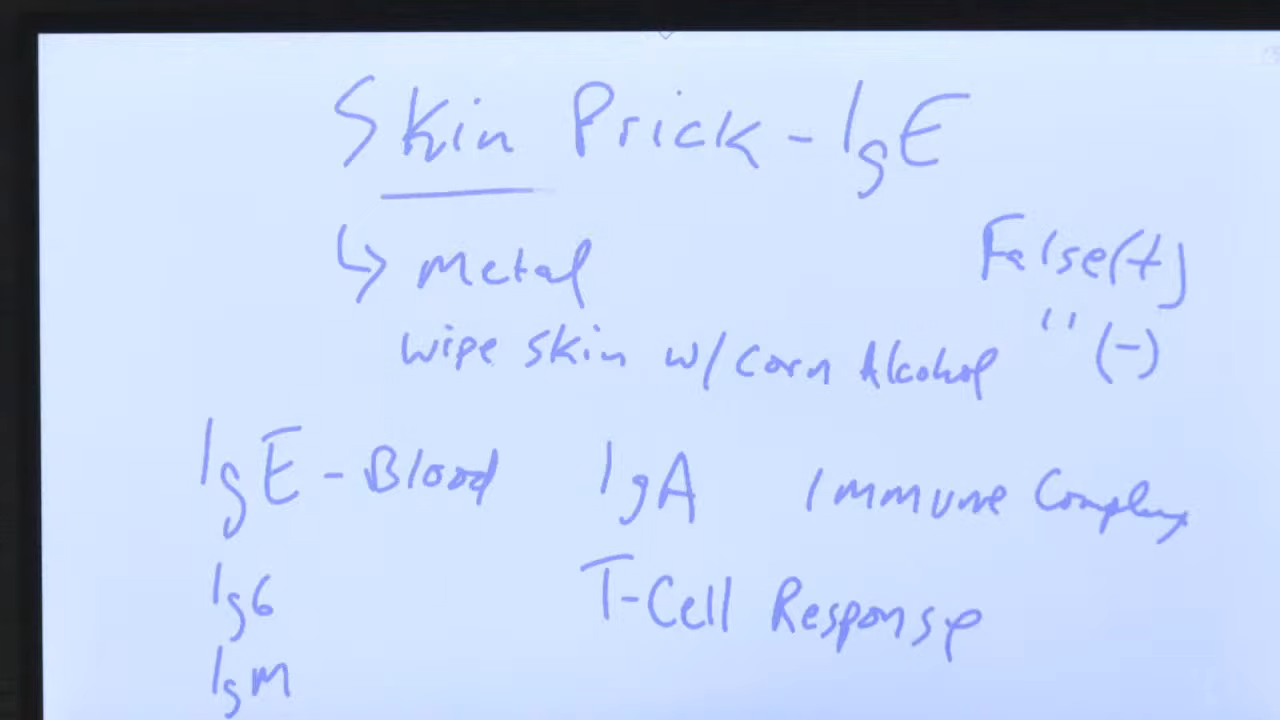 Skin Prick - IgE
↳ Metal
False(+)
wipe skin w/ corn Alcohol
" (-)
IgE - Blood
IgA
Immune Complex
IgG
T-Cell Response
IgM